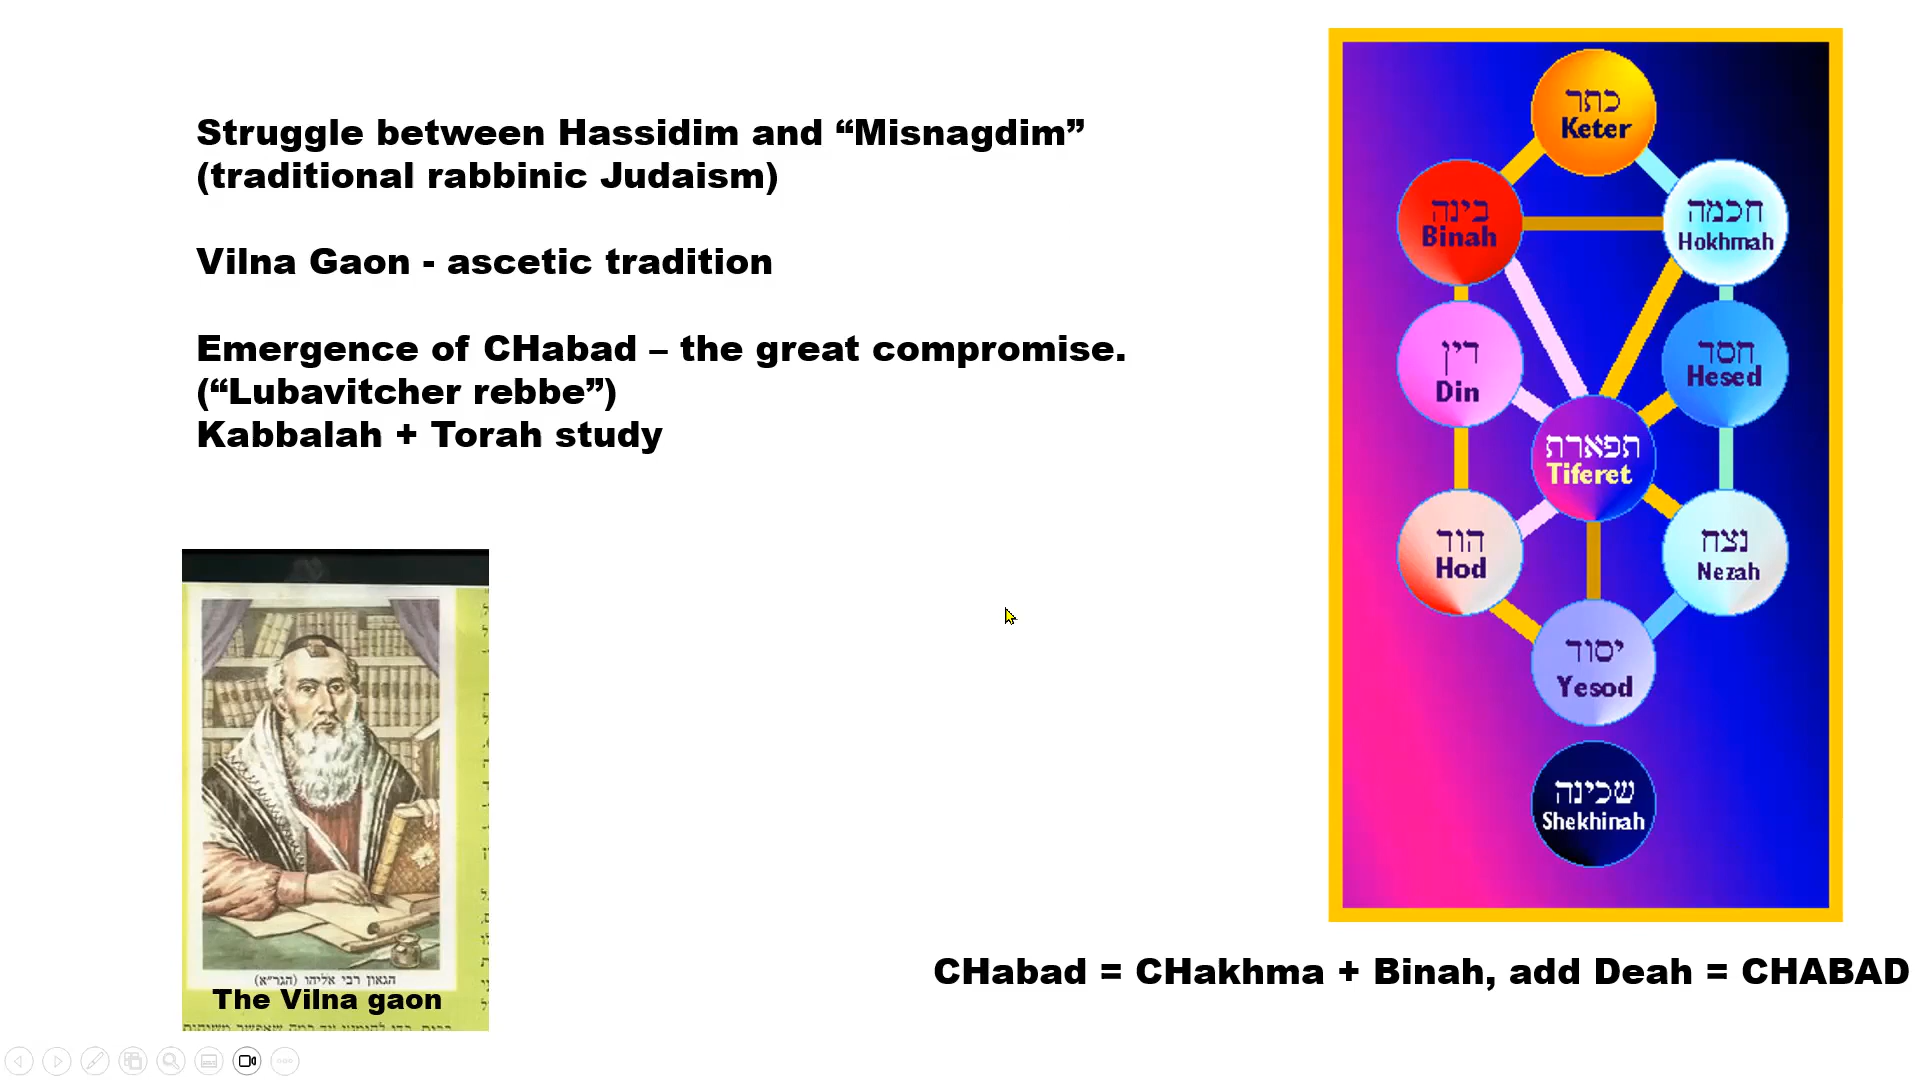 Struggle between Hassidim and “Misnagdim”
(traditional rabbinic Judaism)
Vilna Gaon - ascetic tradition
Emergence of CHabad – the great compromise.
(“Lubavitcher rebbe”)
Kabbalah + Torah study
הגאון רבי אליהו (הגר"א)
The Vilna gaon
כתר
Keter
בינה
Binah
חכמה
Hokhmah
דין
Din
חסד
Hesed
תפארת
Tiferet
הוד
Hod
נצח
Nezah
יסוד
Yesod
שכינה
Shekhinah
CHabad = CHakhma + Binah, add Deah = CHABAD